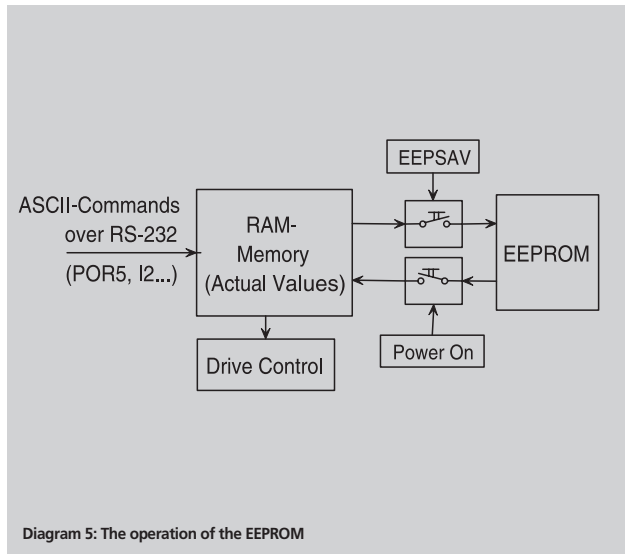 EEPSAV
ASCII-Commands
over RS-232
(POR5, I2...)
RAM-
Memory
(Actual Values)
EEPROM
Power On
Drive Control
Diagram 5: The operation of the EEPROM